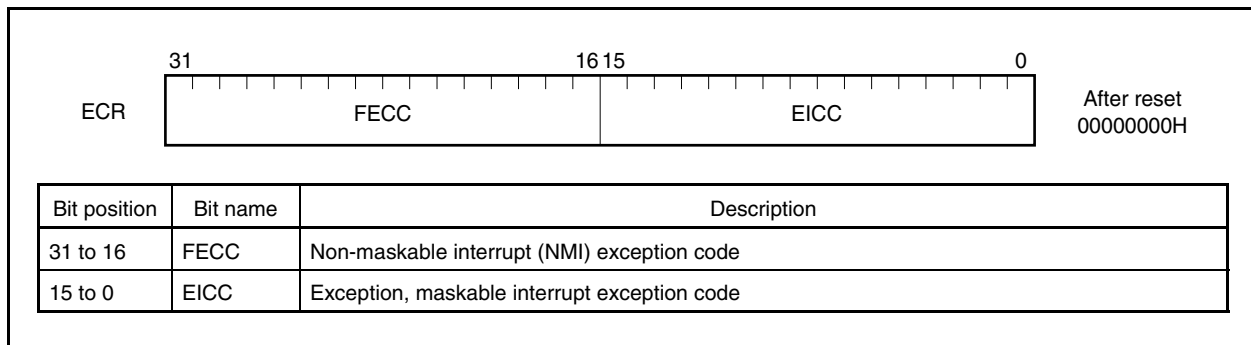 31 16 15 0
ECR FECC EICC After reset
00000000H
Bit position Bit name Description
31 to 16 FECC Non-maskable interrupt (NMI) exception code
15 to 0 EICC Exception, maskable interrupt exception code